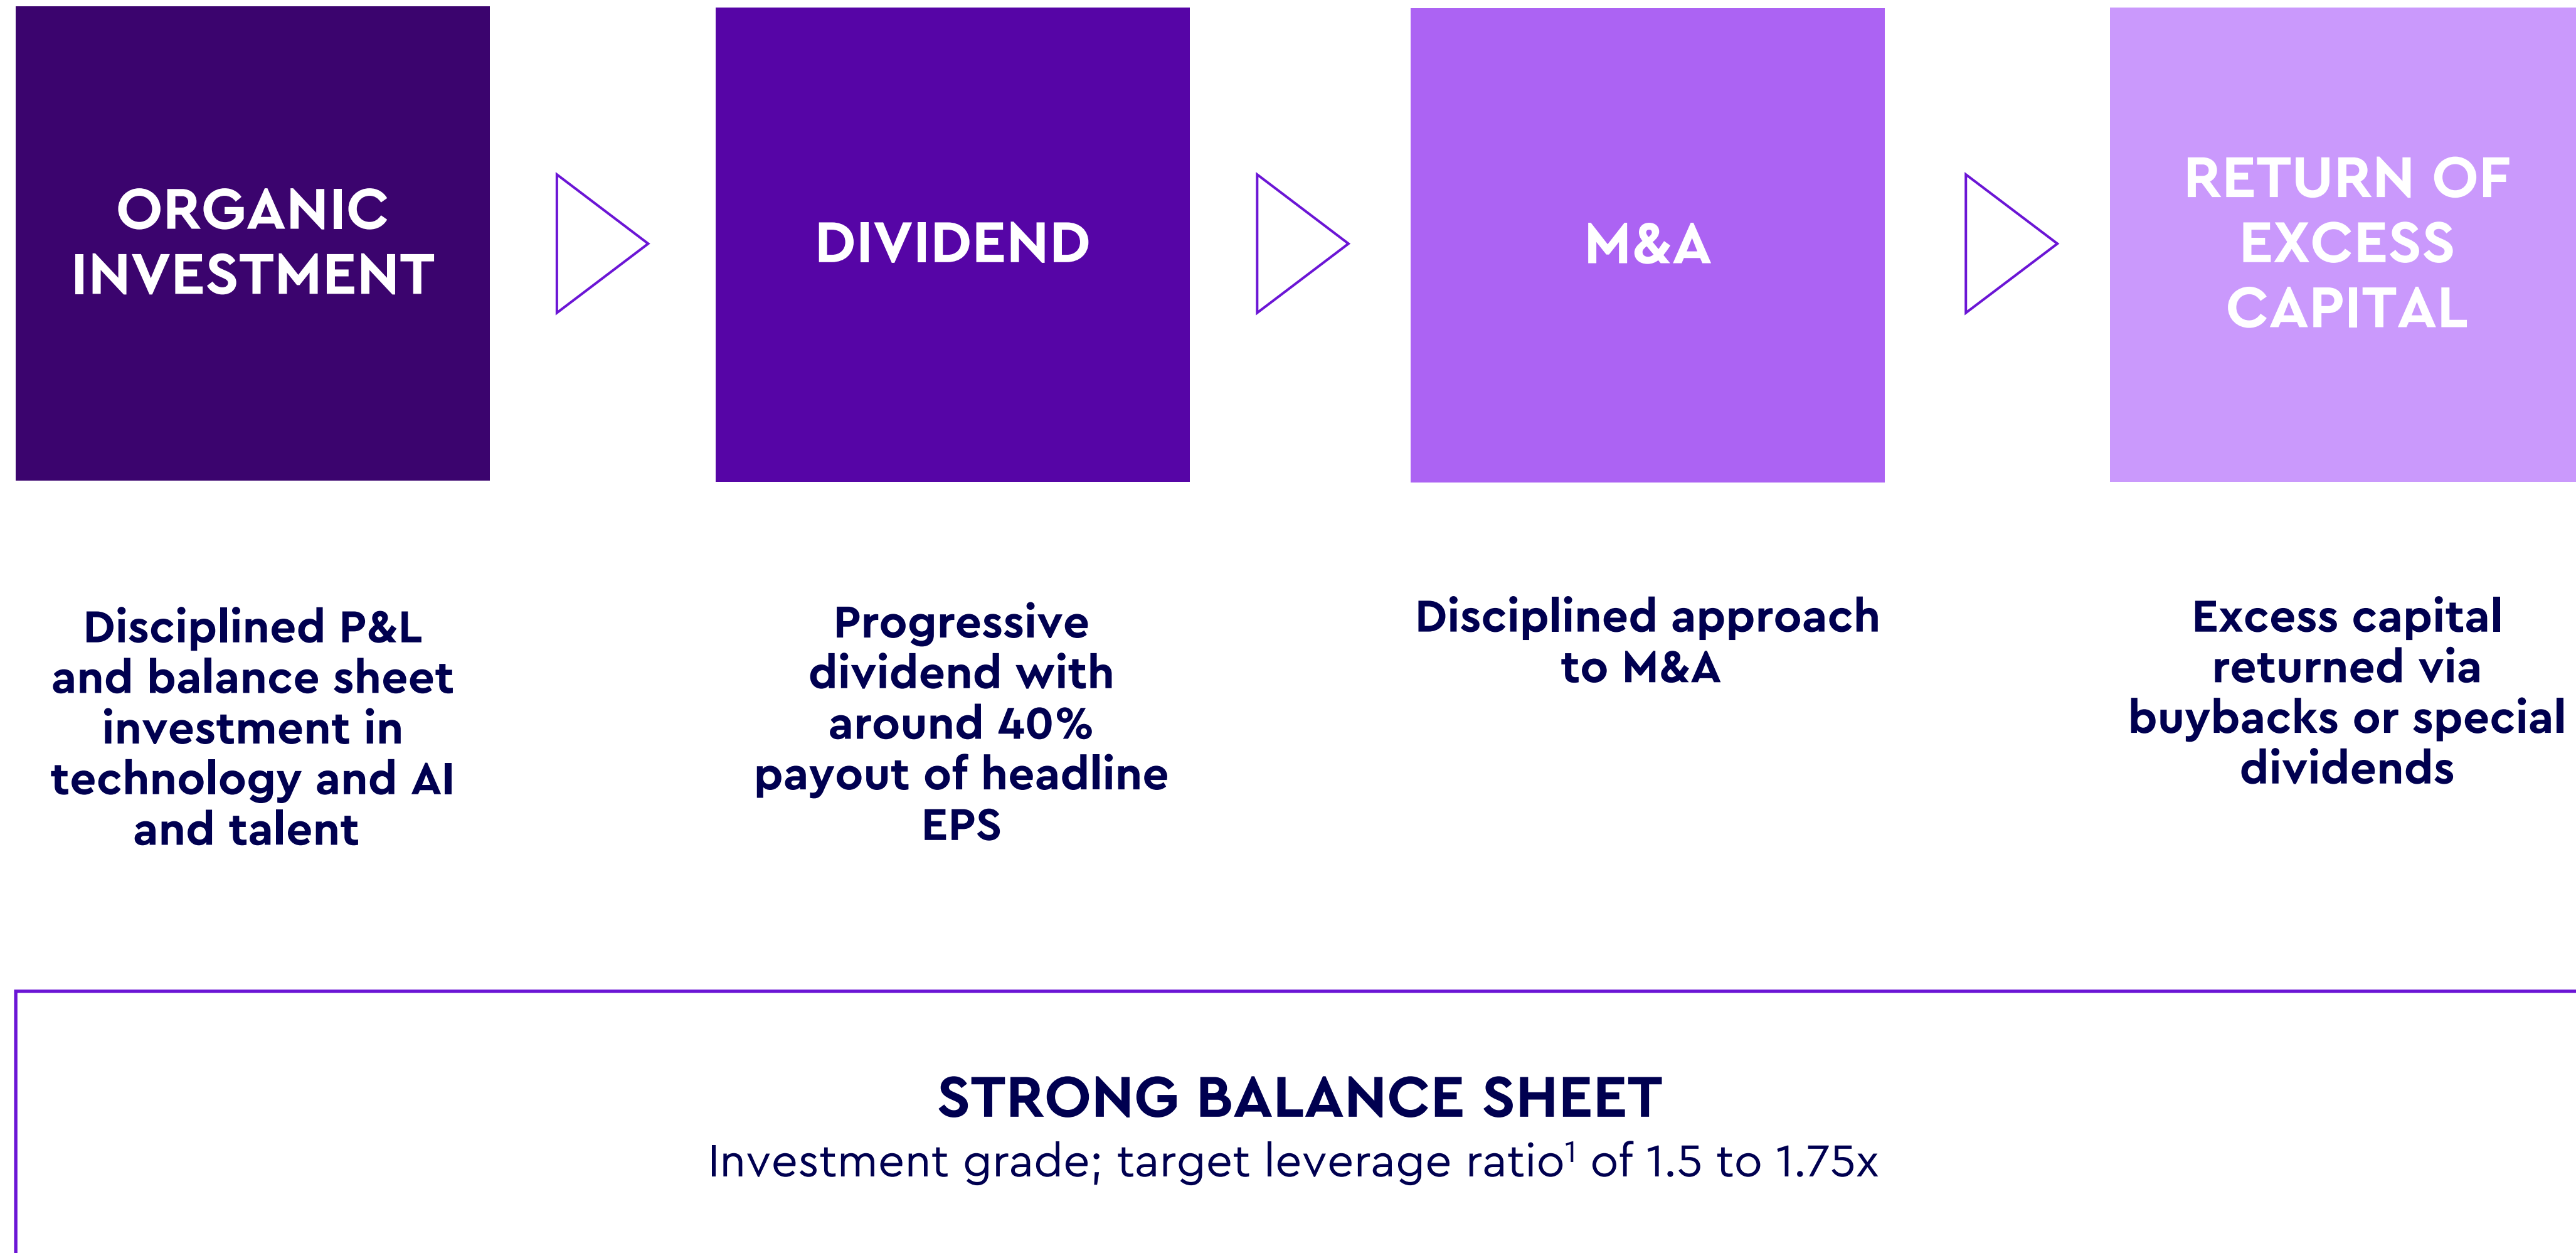 ORGANIC
INVESTMENT
DIVIDEND
M&A
RETURN OF
EXCESS
CAPITAL
Disciplined P&L
and balance sheet
investment in
technology and AI
and talent
Progressive
dividend with
around 40%
payout of headline
EPS
Disciplined approach
to M&A
Excess capital
returned via
buybacks or special
dividends
STRONG BALANCE SHEET
Investment grade; target leverage ratio¹ of 1.5 to 1.75x